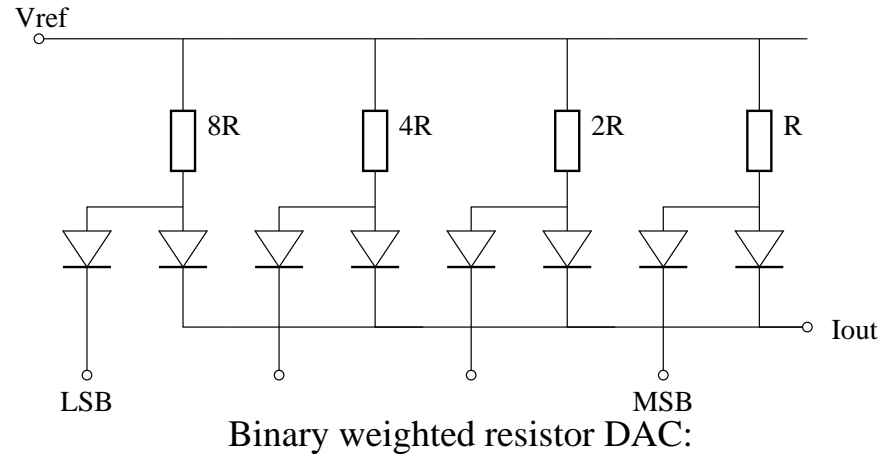 Vref
8R 4R 2R R
Iout
LSB MSB
Binary weighted resistor DAC: